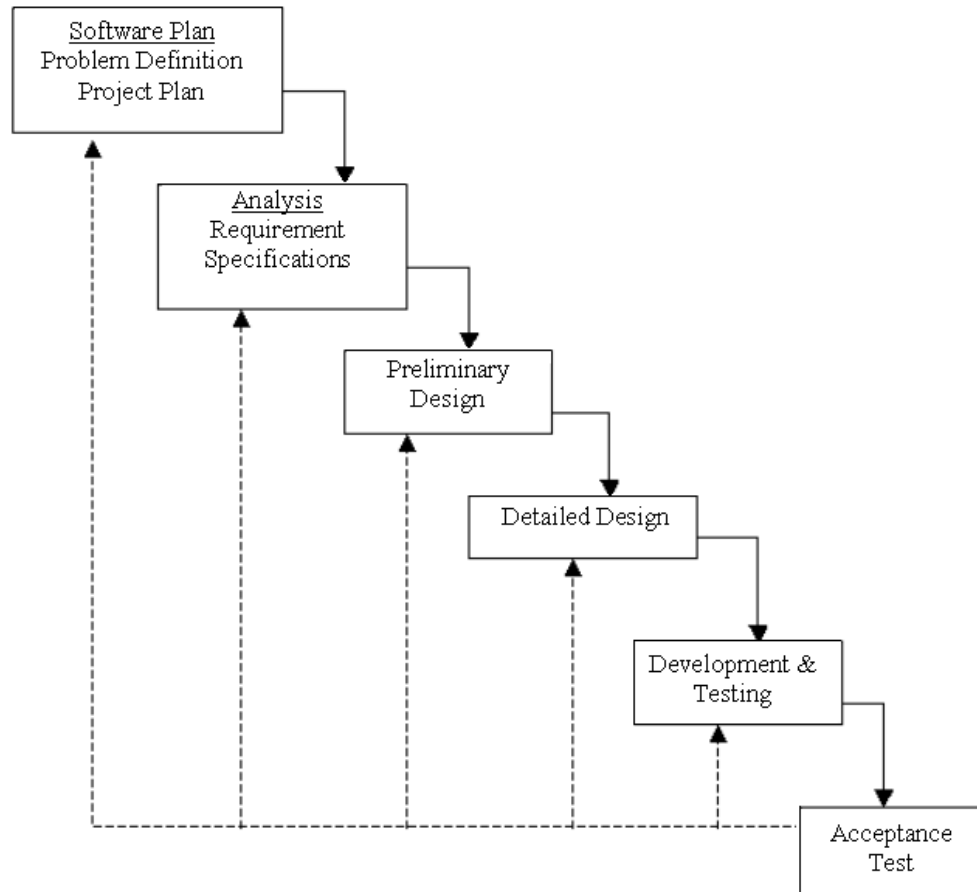 Software Plan
Problem Definition
Project Plan
Analysis
Requirement
Specifications
Preliminary
Design
Detailed Design
Development &
Testing
Acceptance
Test